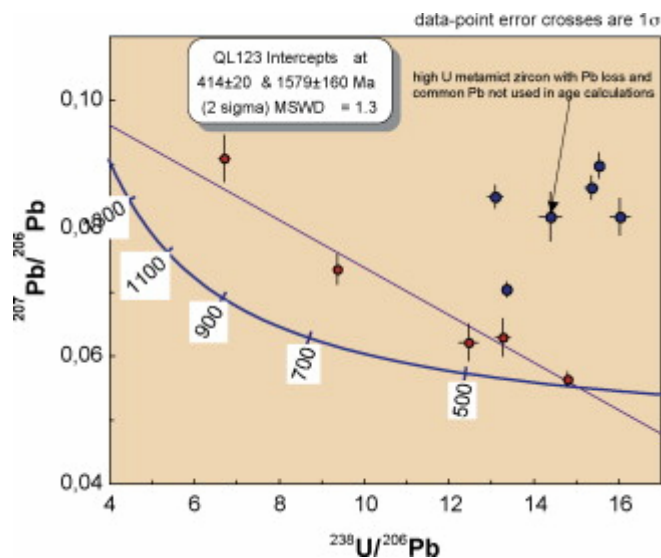 data-point error crosses are 1σ
QL123 Intercepts at
414±20 & 1579±160 Ma
(2 sigma) MSWD = 1.3
high U metamict zircon with Pb loss and
common Pb not used in age calculations
0,10
0,08
0,06
0,04
207Pb/ 206Pb
1300
1100
900
700
500
4
6
8
10
12
14
16
238U/206Pb